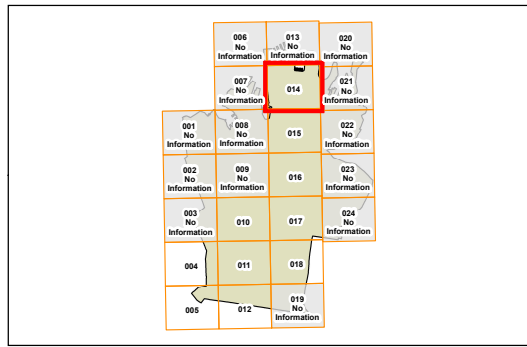 006
No
Information
013
No
Information
020
No
Information
007
No
Information
014
021
No
Information
001
No
Information
008
No
Information
015
022
No
Information
002
No
Information
009
No
Information
016
023
No
Information
003
No
Information
010
017
024
No
Information
004
011
018
005
012
019
No
Information